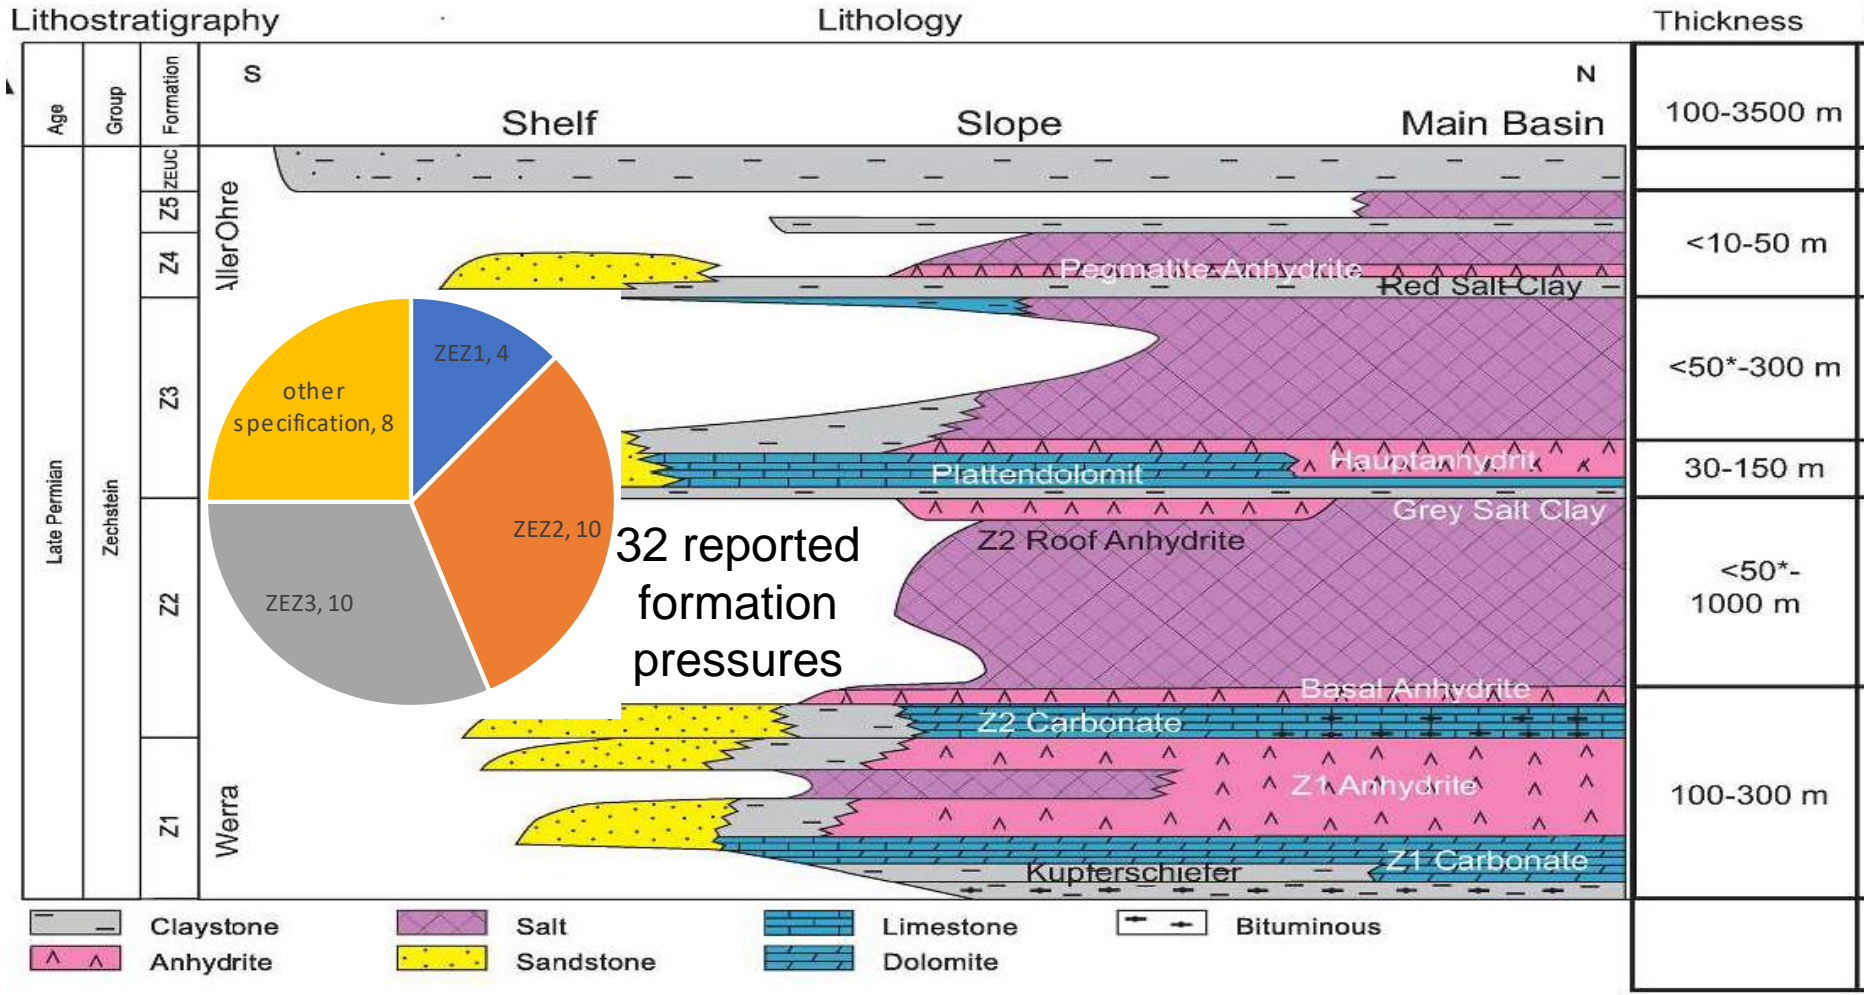 Lithostratigraphy
Lithology
Thickness
Age
Group
Formation
S
N
Shelf
Slope
Main Basin
100-3500 m
Late Permian
Zechstein
ZEUC
Z5
Z4
Z3
Z2
Z1
Aller Ohre
Werra
<10-50 m
Pegmatite-Anhydrite
Red Salt Clay
<50*-300 m
Hauptanhydrit
Plattendolomit
30-150 m
Grey Salt Clay
Z2 Roof Anhydrite
<50*-
1000 m
Basal Anhydrite
Z2 Carbonate
Z1 Anhydrite
100-300 m
Z1 Carbonate
Kupferschiefer
ZEZ1, 4
other
specification, 8
ZEZ2, 10
ZEZ3, 10
32 reported
formation
pressures
Claystone
Salt
Limestone
Bituminous
Anhydrite
Sandstone
Dolomite